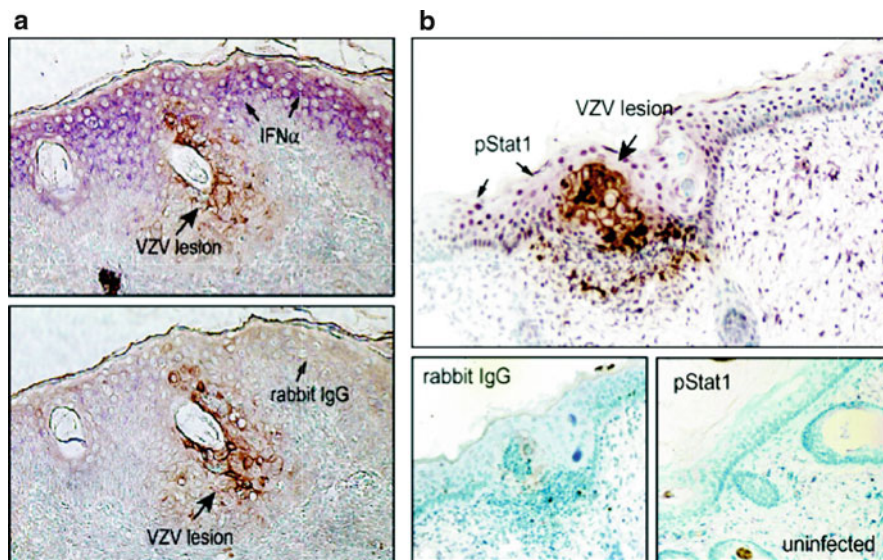 a
IFNα
VZV lesion
rabbit IgG
VZV lesion
b
VZV lesion
pStat1
rabbit IgG
pStat1
uninfected